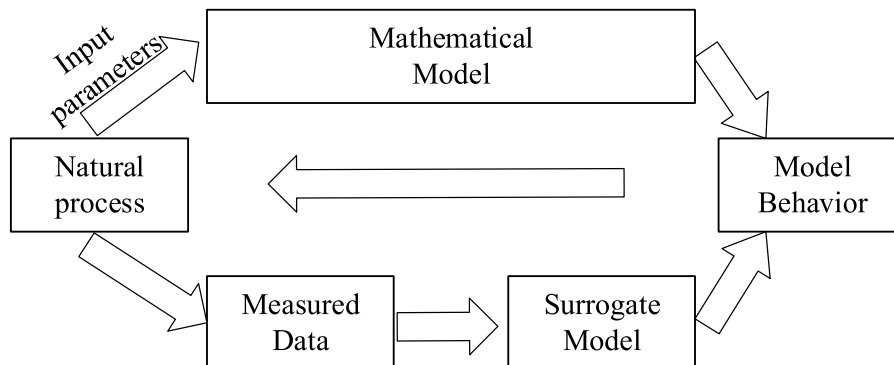 Input
parameters
Mathematical
Model
Natural
process
Model
Behavior
Measured
Data
Surrogate
Model